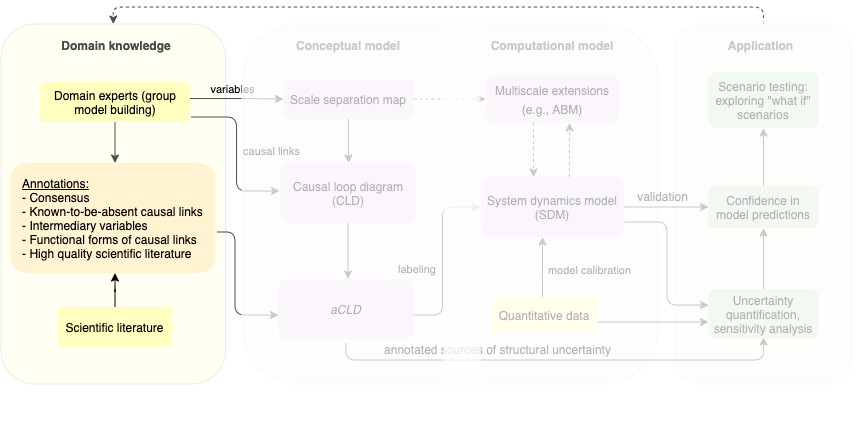 Domain knowledge
Conceptual model
Computational model
Application
Domain experts (group
model building)
variables
Scale separation map
Multiscale extensions
(e.g., ABM)
Scenario testing:
exploring "what if"
scenarios
causal links
Annotations:
- Consensus
- Known-to-be-absent causal links
- Intermediary variables
- Functional forms of causal links
- High quality scientific literature
Causal loop diagram
(CLD)
System dynamics model
(SDM)
validation
Confidence in
model predictions
labeling
model calibration
Scientific literature
aCLD
Quantitative data
Uncertainty
quantification,
sensitivity analysis
annotated sources of structural uncertainty